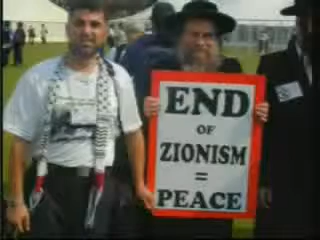 END
OF
ZIONISM
=
PEACE